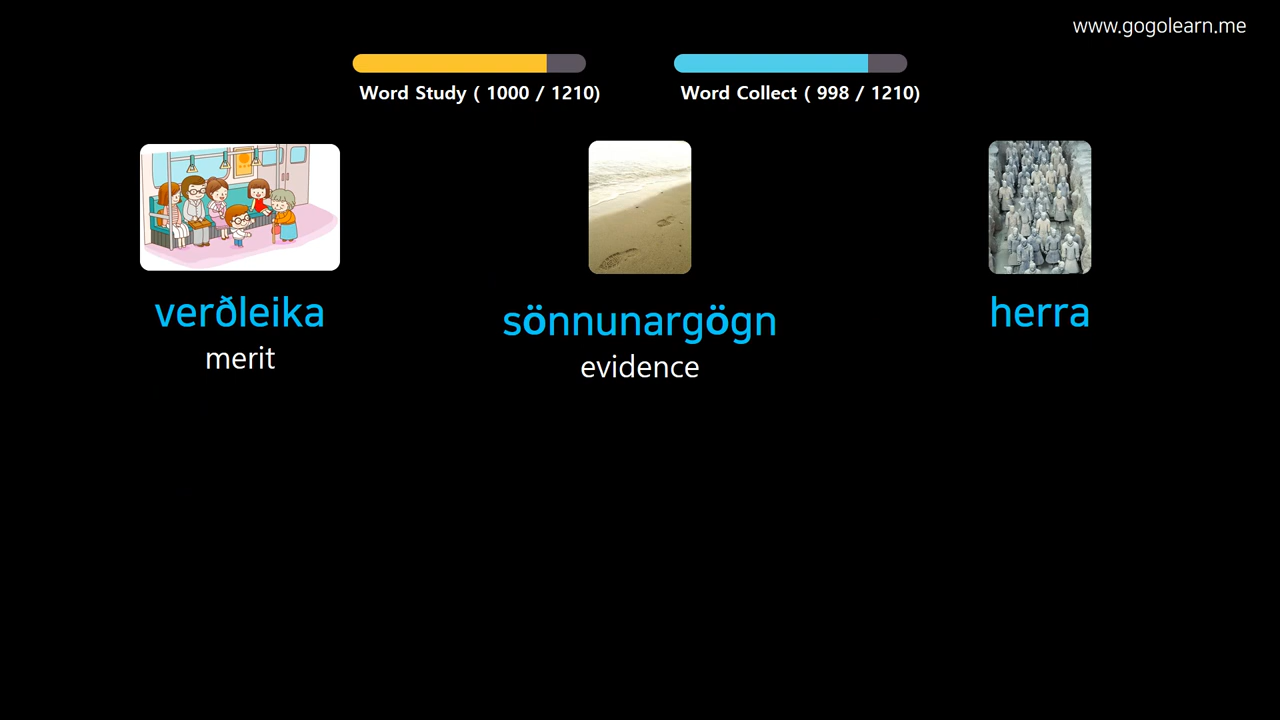 www.gogolearn.me
Word Study ( 1000 / 1210)
Word Collect ( 998 / 1210)
verðleika
merit
sönnunargögn
evidence
herra